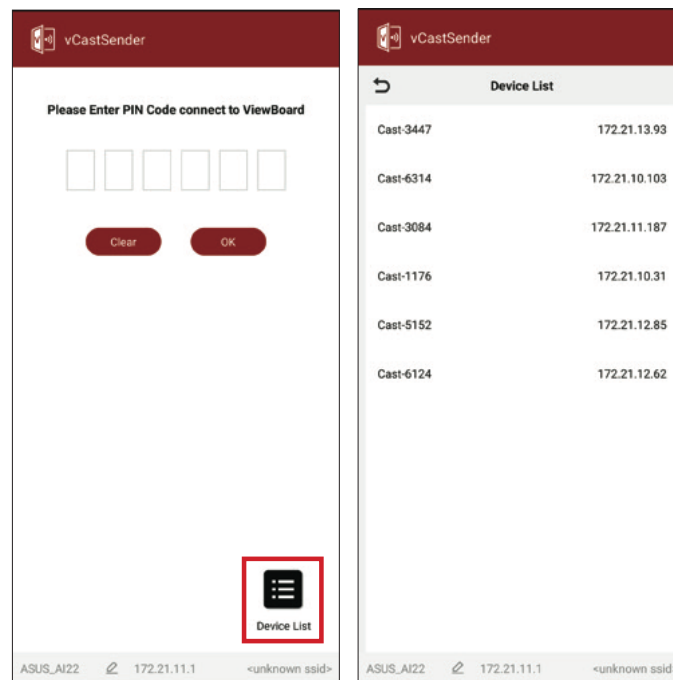 vCastSender
Please Enter PIN Code connect to ViewBoard
Clear
OK
Device List
ASUS_AI22 172.21.11.1 <unknown ssid>
vCastSender
Device List
Cast-3447 172.21.13.93
Cast-6314 172.21.10.103
Cast-3084 172.21.11.187
Cast-1176 172.21.10.31
Cast-5152 172.21.12.85
Cast-6124 172.21.12.62
ASUS_AI22 172.21.11.1 <unknown ssid